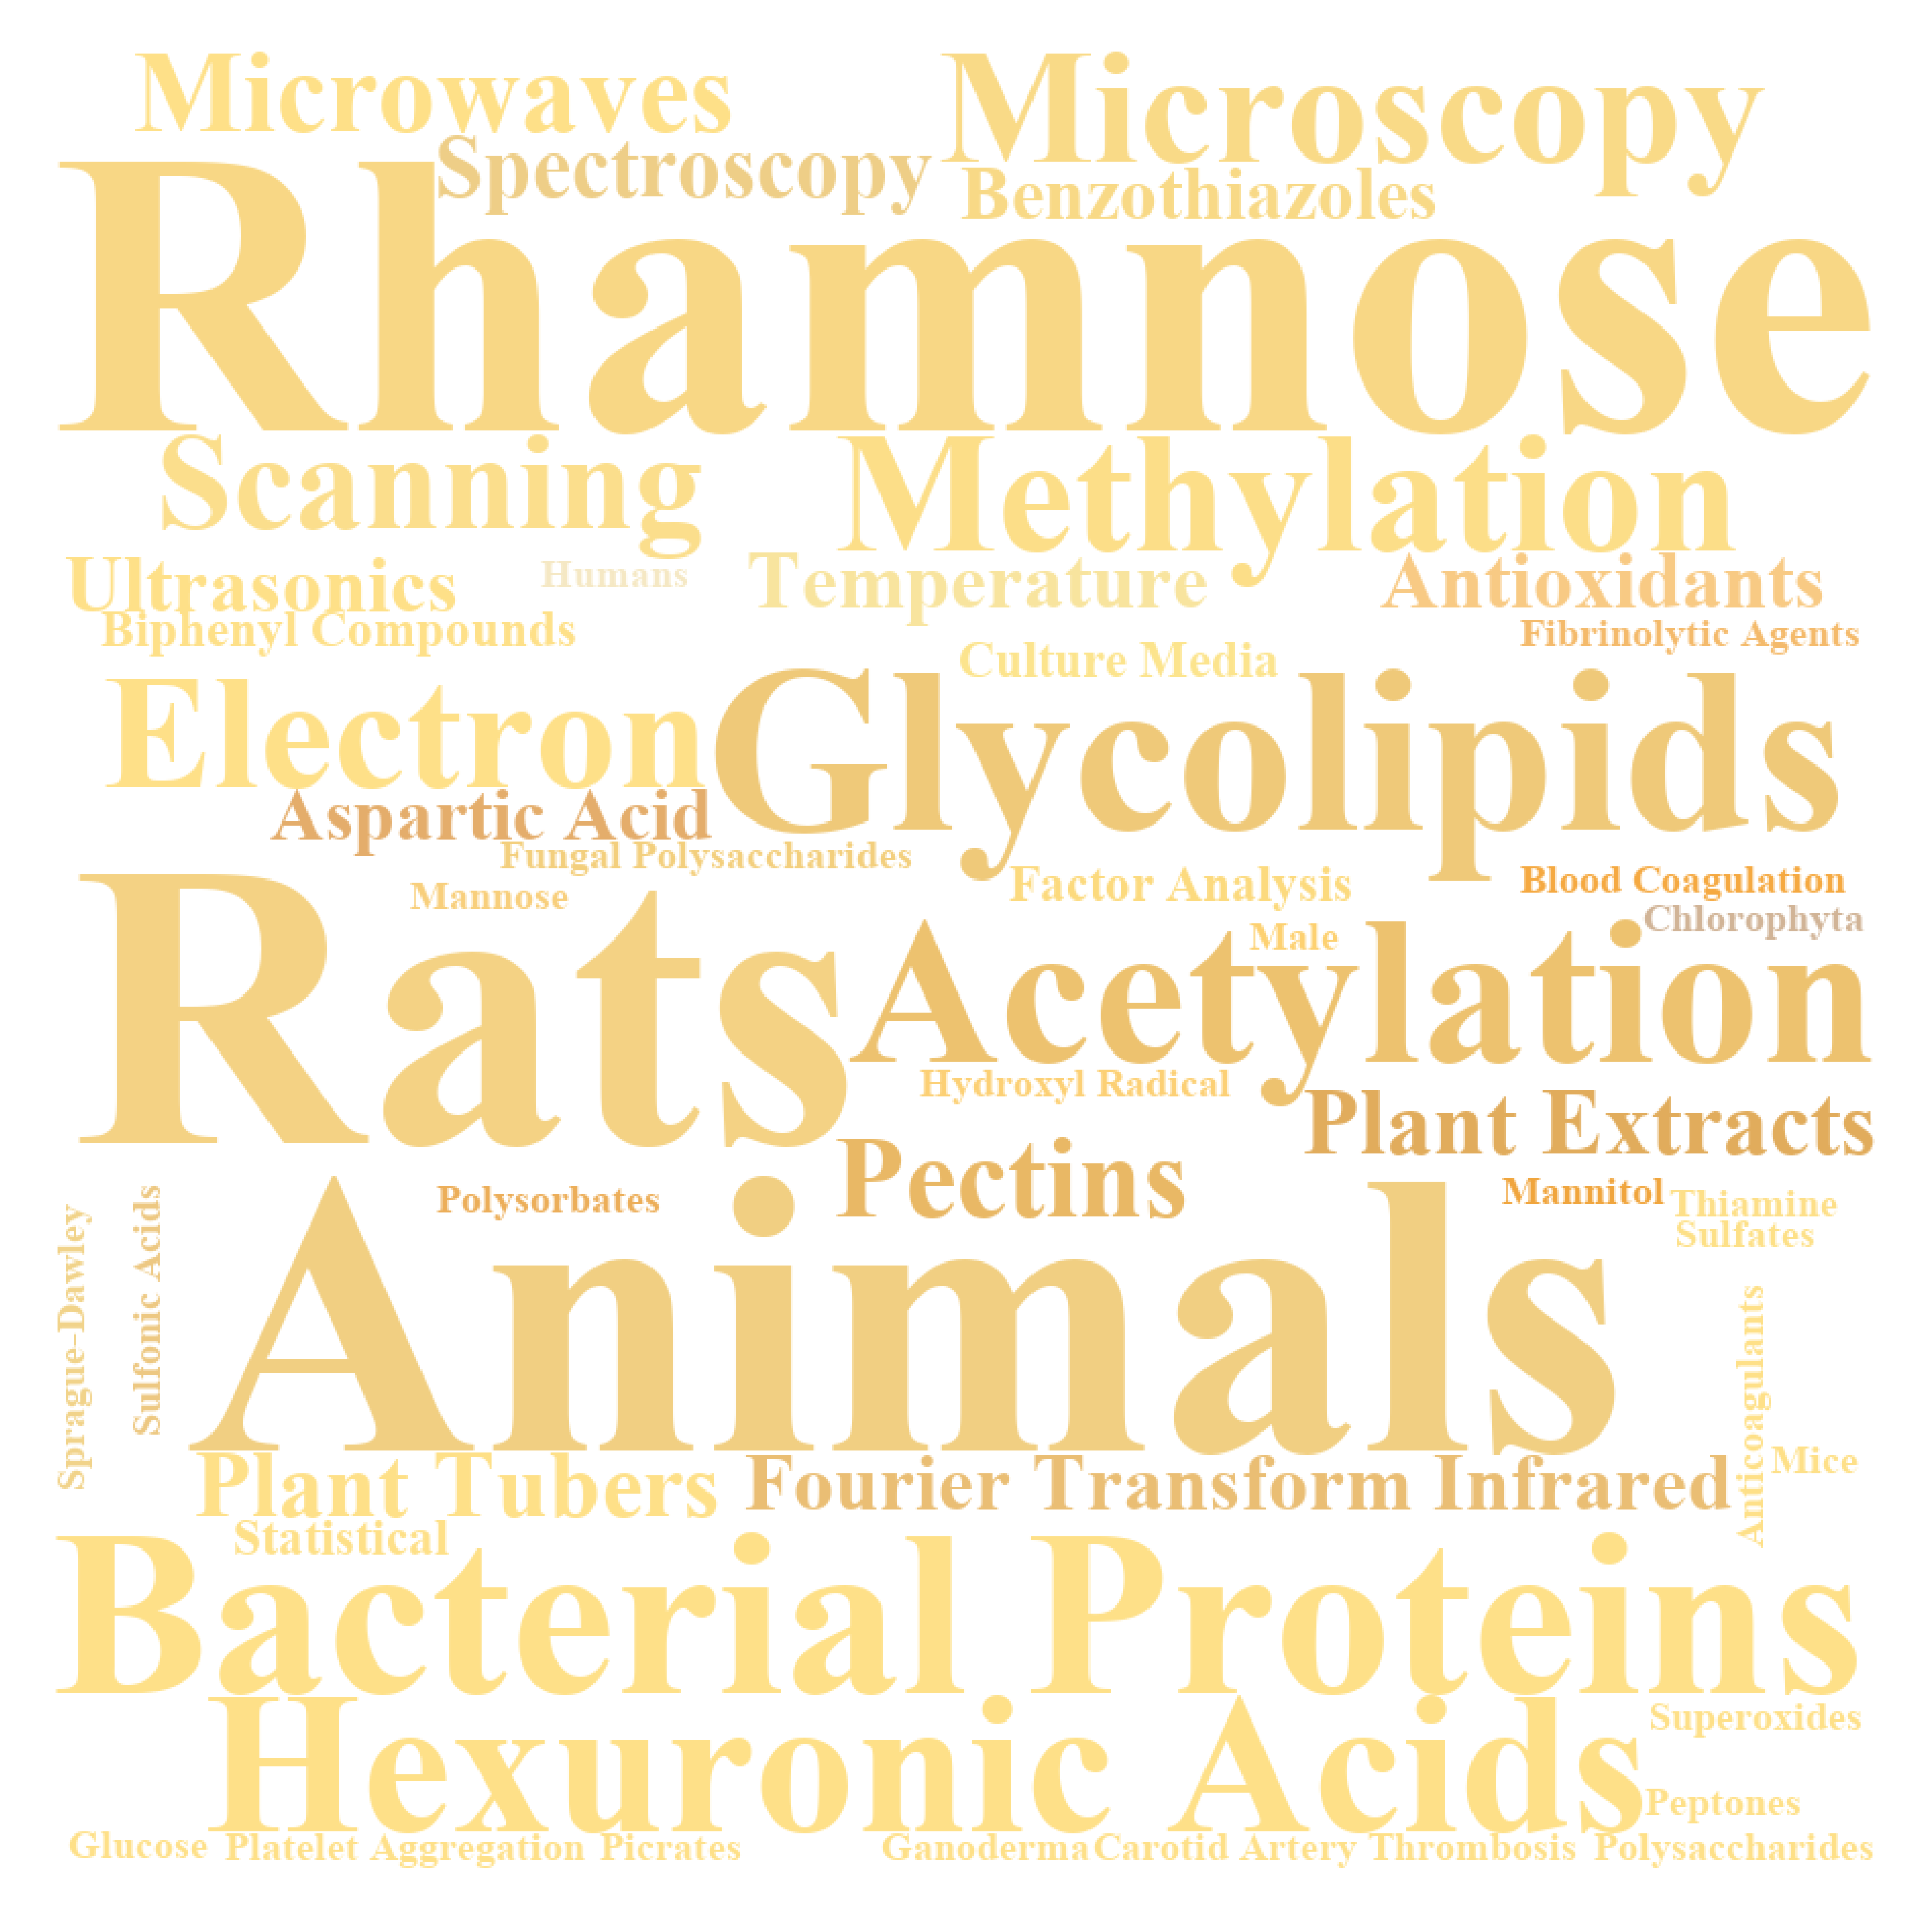 Microwaves
Microscopy
Spectroscopy
Benzothiazoles
Rhamnose
Scanning
Methylation
Ultrasonics
Humans
Temperature
Antioxidants
Biphenyl Compounds
Fibrinolytic Agents
Culture Media
Electron
Glycolipids
Aspartic Acid
Fungal Polysaccharides
Factor Analysis
Blood Coagulation
Mannose
Chlorophyta
Male
Rats
Acetylation
Hydroxyl Radical
Plant Extracts
Pectins
Polysorbates
Mannitol
Thiamine
Sulfates
Sprague-Dawley
Sulfonic Acids
Animals
Anticoagulants
Mice
Plant Tubers
Fourier Transform Infrared
Statistical
Bacterial Proteins
Superoxides
Hexuronic Acids
Peptones
Glucose
Platelet Aggregation
Picrates
Ganoderma
Carotid Artery Thrombosis
Polysaccharides